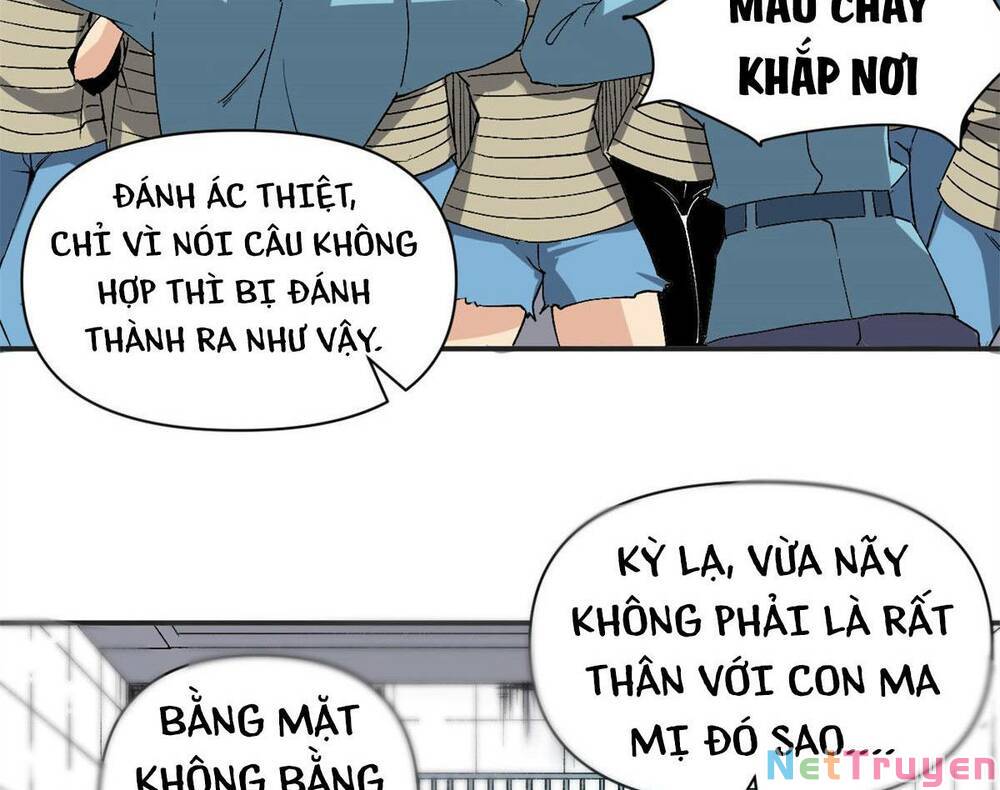 MÁU CHẢY
KHẮP NƠI
ĐÁNH ÁC THIỆT,
CHỈ VÌ NÓI CÂU KHÔNG
HỢP THÌ BỊ ĐÁNH
THÀNH RA NHƯ VẬY.
KỲ LẠ, VỪA NÃY
KHÔNG PHẢI LÀ RẤT
THÂN VỚI CON MA
MỊ ĐÓ SAO....
BẰNG MẶT
KHÔNG BẰNG
NetTruyen